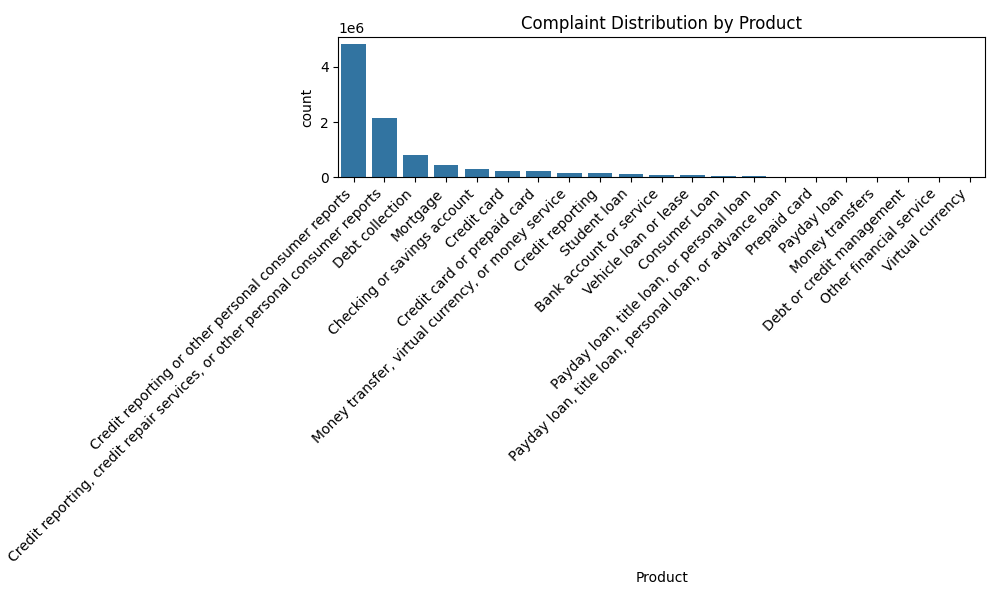 Complaint Distribution by Product
1e6
4
2
0
count
Credit reporting or other personal consumer reports
Credit reporting, credit repair services, or other personal consumer reports
Debt collection
Mortgage
Checking or savings account
Credit card
Credit card or prepaid card
Money transfer, virtual currency, or money service
Credit reporting
Student loan
Bank account or service
Vehicle loan or lease
Consumer Loan
Payday loan, title loan, or personal loan
Payday loan, title loan, personal loan, or advance loan
Prepaid card
Payday loan
Money transfers
Debt or credit management
Other financial service
Virtual currency
Product